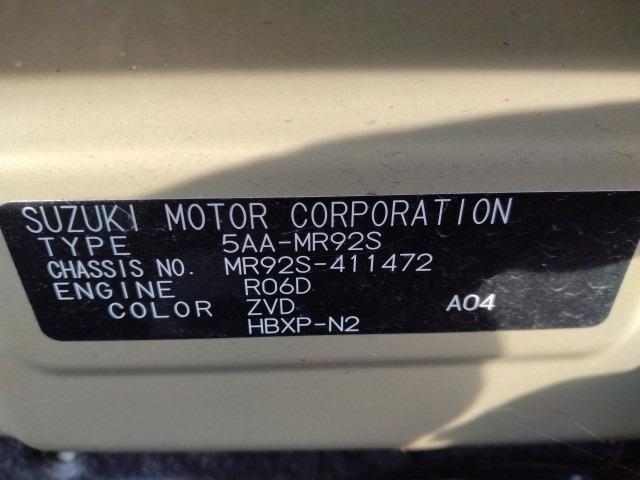 SUZUKI MOTOR CORPORATION
TYPE 5AA-MR92S
CHASSIS NO. MR92S-411472
ENGINE R06D
COLOR ZVD A04
HBXP-N2